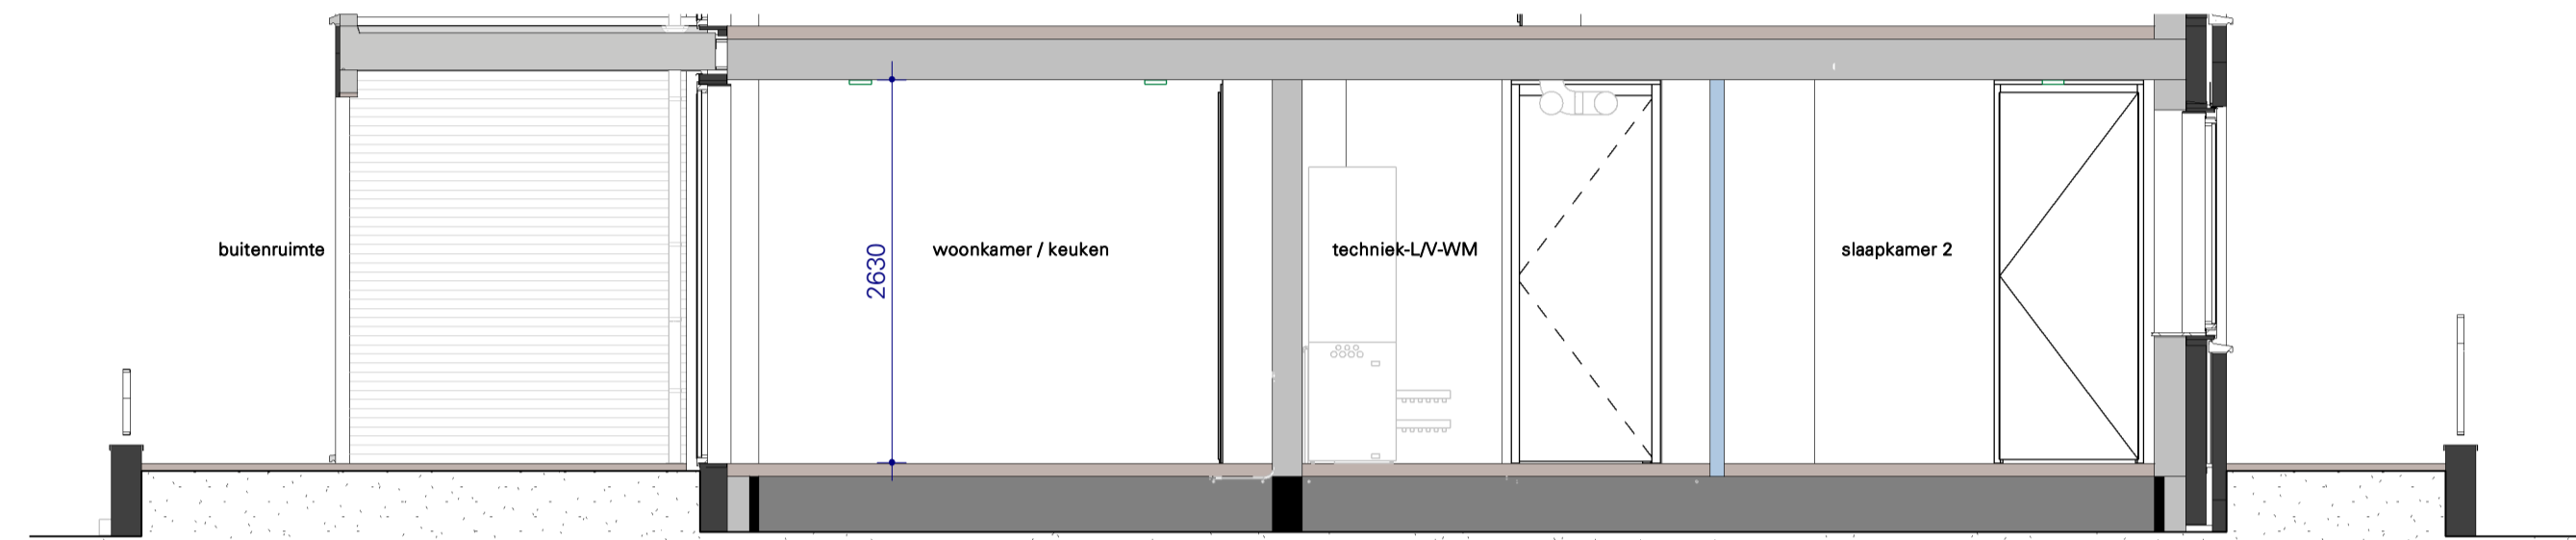 buitenruimte
2630
woonkamer / keuken
techniek-L/V-WM
slaapkamer 2